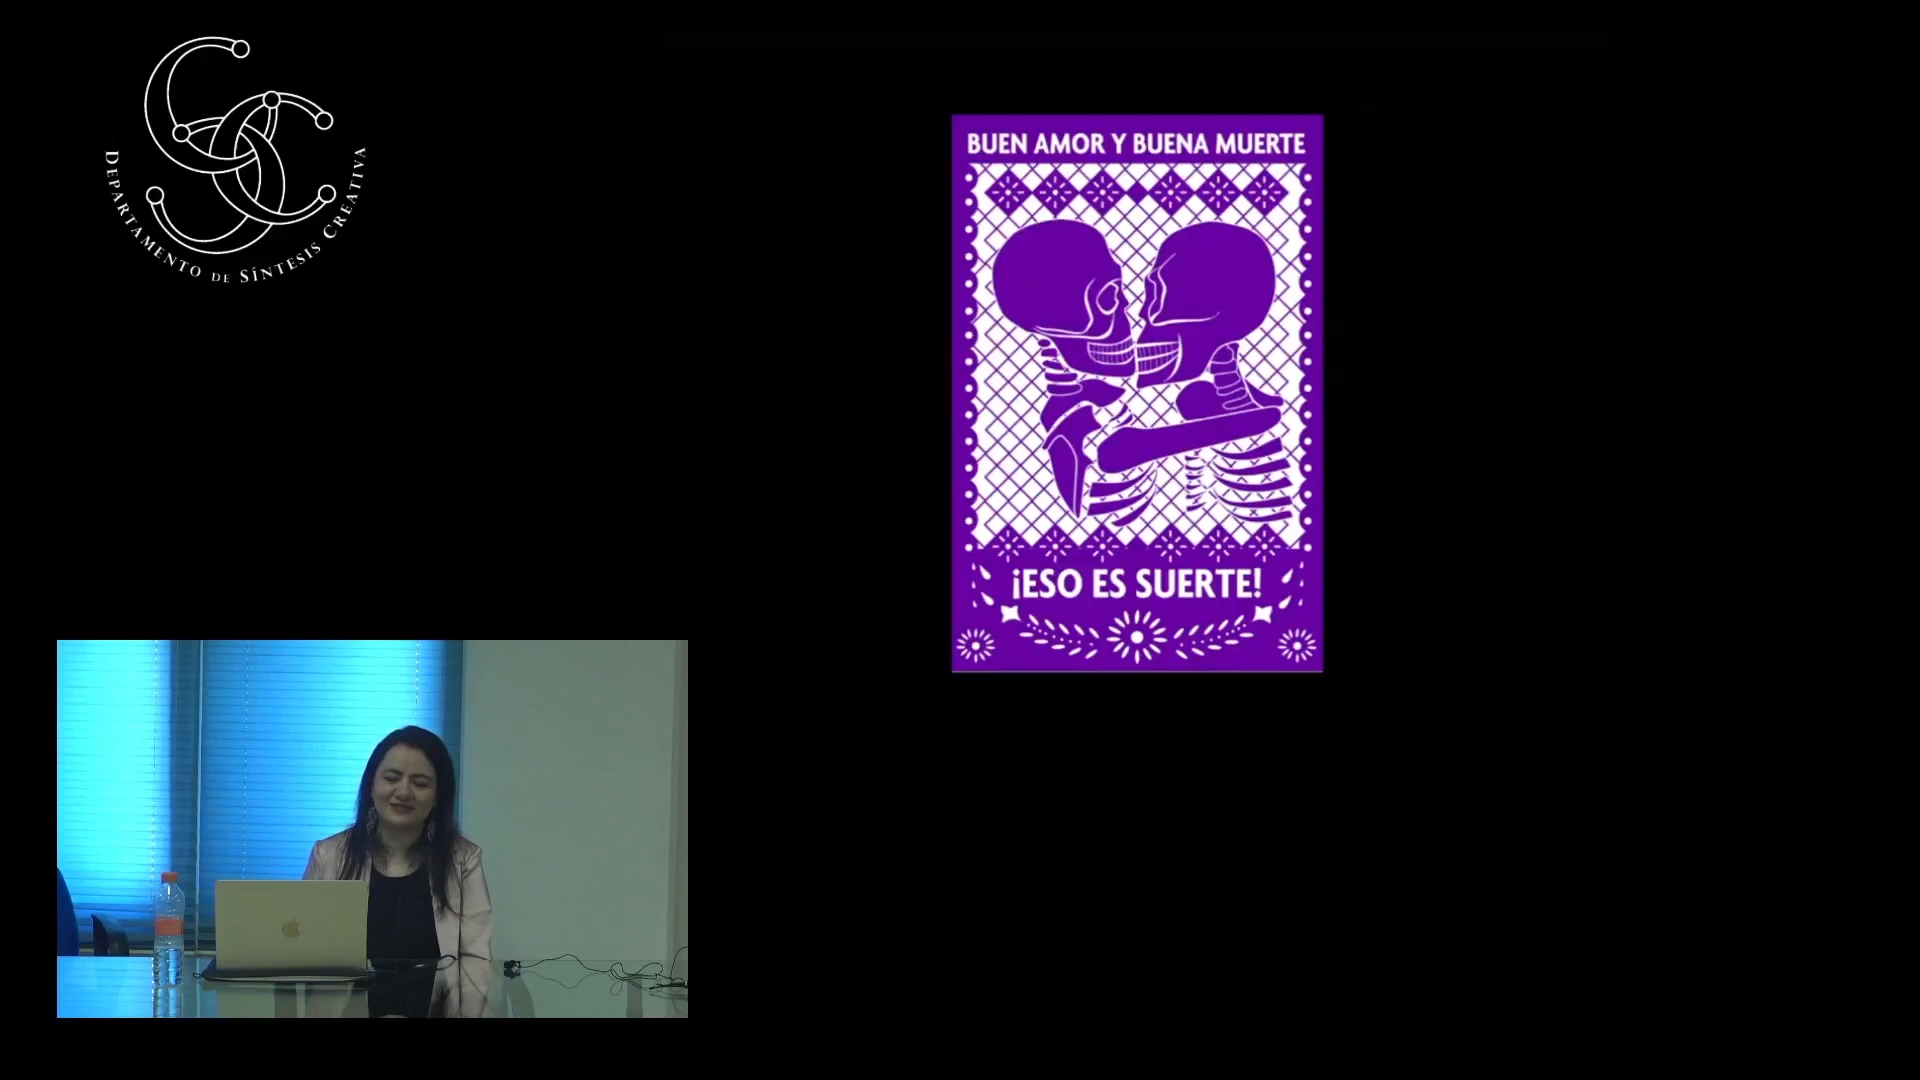 DEPARTAMENTO DE SÍNTESIS CREATIVA
BUEN AMOR Y BUENA MUERTE
¡ESO ES SUERTE!